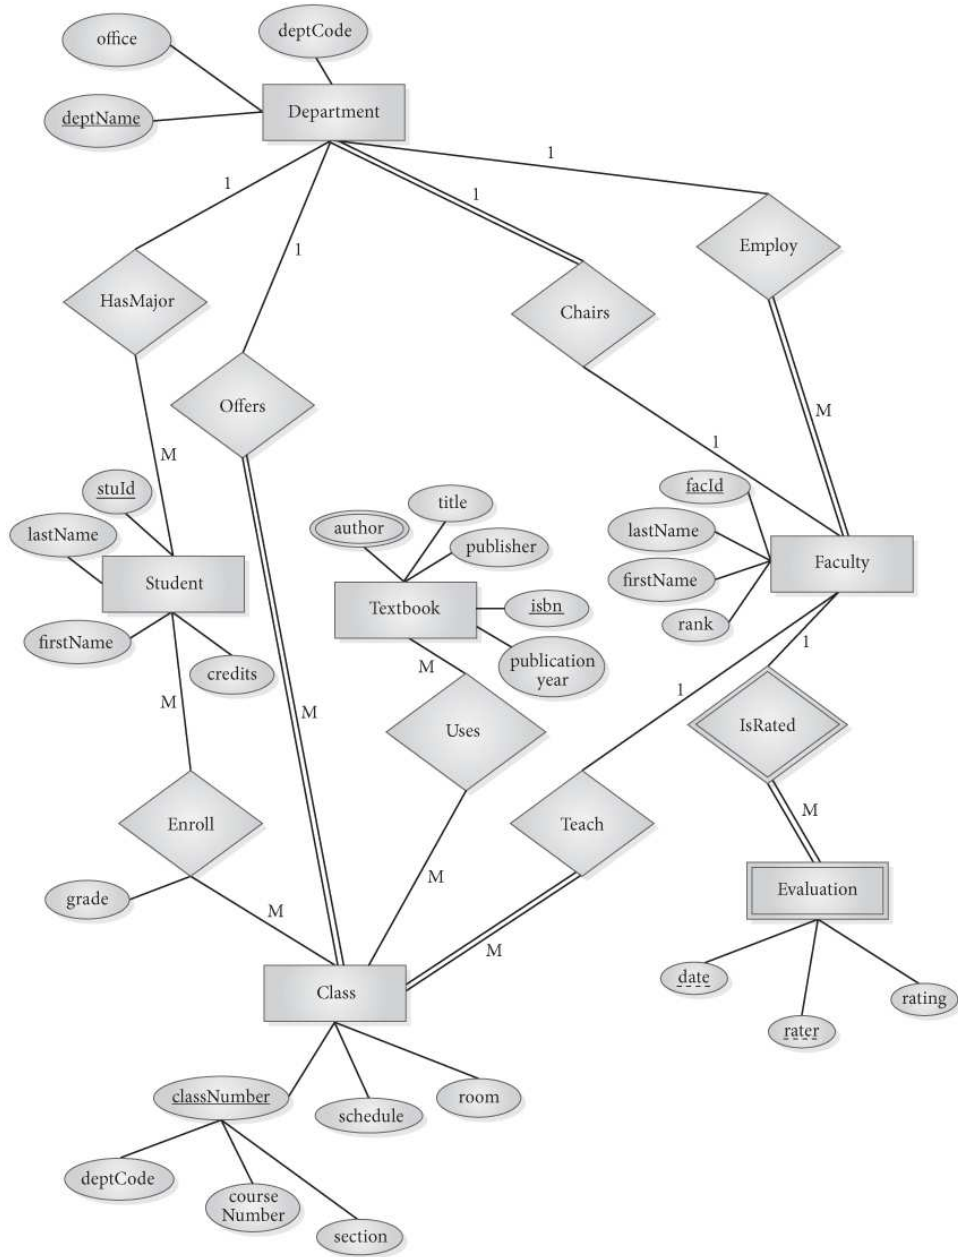 office
deptCode
deptName
Department
1
1
1
1
Employ
HasMajor
Chairs
Offers
M
1
M
stuId
facId
title
lastName
author
lastName
publisher
Student
Faculty
Textbook
isbn
firstName
firstName
rank
publication
year
credits
M
1
M
1
M
Uses
IsRated
Enroll
Teach
M
M
Evaluation
grade
M
M
date
rating
Class
rater
classNumber
schedule
room
deptCode
course
Number
section